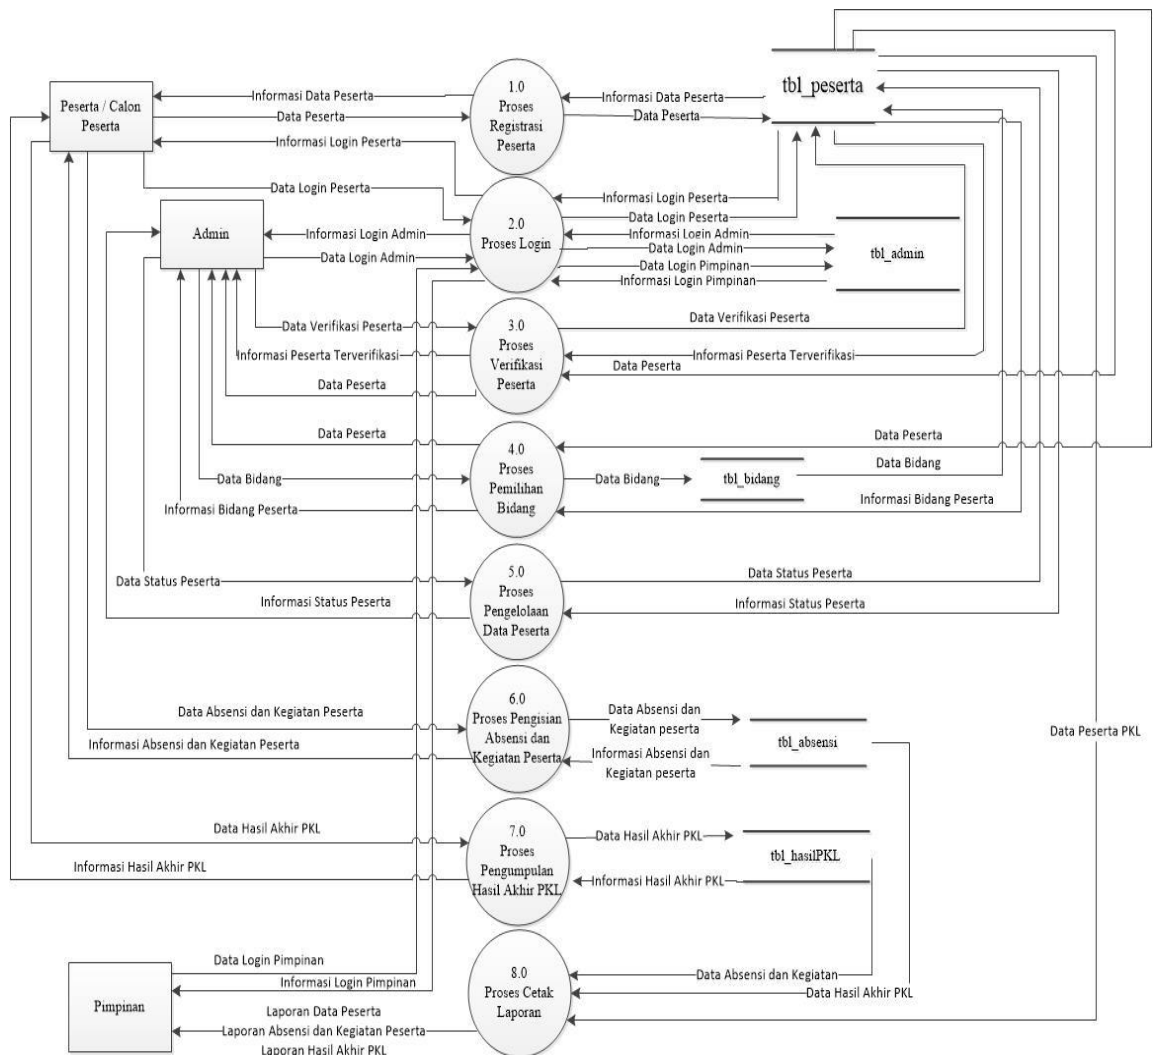 Peserta / Calon
Peserta
Informasi Data Peserta
Data Peserta
Informasi Login Peserta
Data Login Peserta
1.0
Proses
Registrasi
Peserta
Informasi Data Peserta
Data Peserta
tbl_peserta
Admin
Informasi Login Admin
Data Login Admin
2.0
Proses Login
Informasi Login Peserta
Data Login Peserta
Informasi Login Admin
Data Login Admin
Data Login Pimpinan
Informasi Login Pimpinan
tbl_admin
Data Verifikasi Peserta
Informasi Peserta Terverifikasi
Data Peserta
3.0
Proses
Verifikasi
Peserta
Data Verifikasi Peserta
Informasi Peserta Terverifikasi
Data Peserta
Data Peserta
Data Bidang
Informasi Bidang Peserta
4.0
Proses
Pemilihan
Bidang
Data Peserta
Data Bidang
tbl_bidang
Data Bidang
Informasi Bidang Peserta
Data Status Peserta
Informasi Status Peserta
5.0
Proses
Pengelolaan
Data Peserta
Data Status Peserta
Informasi Status Peserta
Data Absensi dan Kegiatan Peserta
Informasi Absensi dan Kegiatan Peserta
6.0
Proses Pengisian
Absensi dan
Kegiatan Peserta
Data Absensi dan
Kegiatan peserta
Informasi Absensi dan
Kegiatan peserta
tbl_absensi
Data Peserta PKL
Data Hasil Akhir PKL
Informasi Hasil Akhir PKL
7.0
Proses
Pengumpulan
Hasil Akhir PKL
Data Hasil Akhir PKL
Informasi Hasil Akhir PKL
tbl_hasilPKL
Pimpinan
Data Login Pimpinan
Informasi Login Pimpinan
Laporan Data Peserta
Laporan Absensi dan Kegiatan Peserta
Laporan Hasil Akhir PKL
8.0
Proses Cetak
Laporan
Data Absensi dan Kegiatan
Data Hasil Akhir PKL